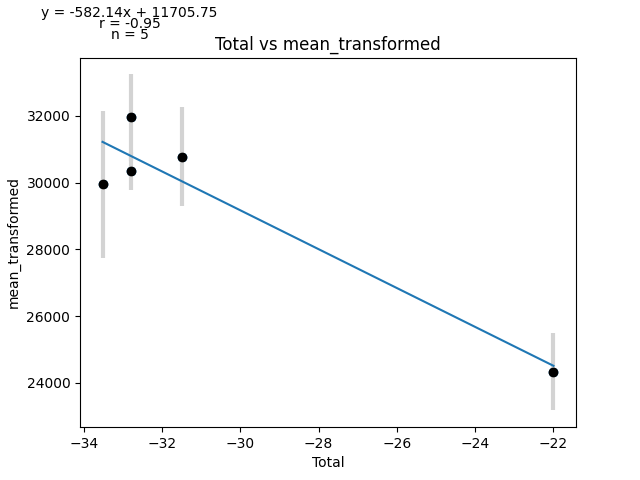 y = -582.14x + 11705.75
r = -0.95
n = 5
Total vs mean_transformed
32000
30000
28000
26000
24000
mean_transformed
−34 −32 −30 −28 −26 −24 −22
Total